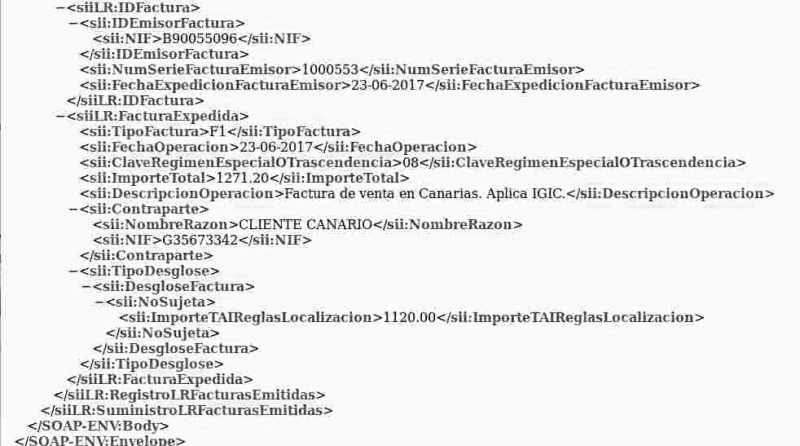 −<siiLR:IDFactura>
−<sii:IDEmisorFactura>
<sii:NIF>B90055096</sii:NIF>
</sii:IDEmisorFactura>
<sii:NumSerieFacturaEmisor>1000553</sii:NumSerieFacturaEmisor>
<sii:FechaExpedicionFacturaEmisor>23-06-2017</sii:FechaExpedicionFacturaEmisor>
</siiLR:IDFactura>
−<siiLR:FacturaExpedida>
<sii:TipoFactura>F1</sii:TipoFactura>
<sii:FechaOperacion>23-06-2017</sii:FechaOperacion>
<sii:ClaveRegimenEspecialOTrascendencia>08</sii:ClaveRegimenEspecialOTrascendencia>
<sii:ImporteTotal>1271.20</sii:ImporteTotal>
<sii:DescripcionOperacion>Factura de venta en Canarias. Aplica IGIC.</sii:DescripcionOperacion>
−<sii:Contraparte>
<sii:NombreRazon>CLIENTE CANARIO</sii:NombreRazon>
<sii:NIF>G35673342</sii:NIF>
</sii:Contraparte>
−<sii:TipoDesglose>
−<sii:DesgloseFactura>
−<sii:NoSujeta>
<sii:ImporteTAIReglasLocalizacion>1120.00</sii:ImporteTAIReglasLocalizacion>
</sii:NoSujeta>
</sii:DesgloseFactura>
</sii:TipoDesglose>
</siiLR:FacturaExpedida>
</siiLR:RegistroLRFacturasEmitidas>
</siiLR:SuministroLRFacturasEmitidas>
</SOAP-ENV:Body>
</SOAP-ENV:Envelope>